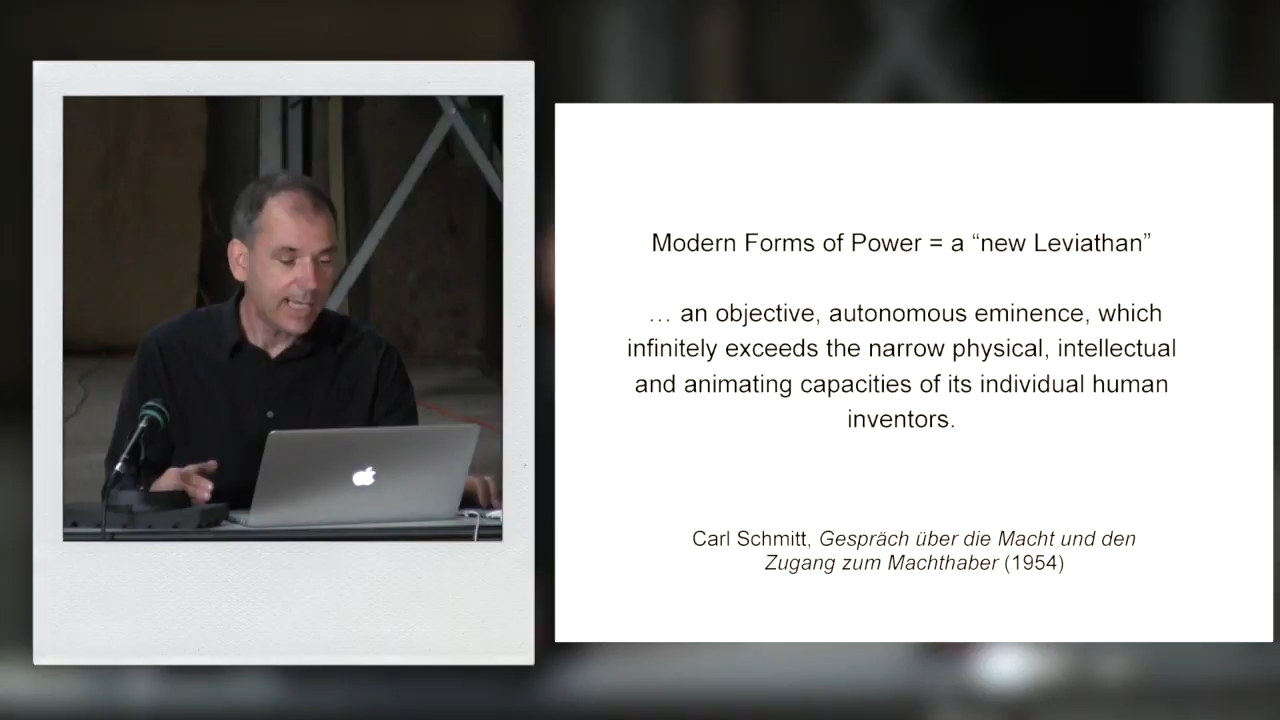 Modern Forms of Power = a “new Leviathan”
… an objective, autonomous eminence, which
infinitely exceeds the narrow physical, intellectual
and animating capacities of its individual human
inventors.
Carl Schmitt, Gespräch über die Macht und den
Zugang zum Machthaber (1954)